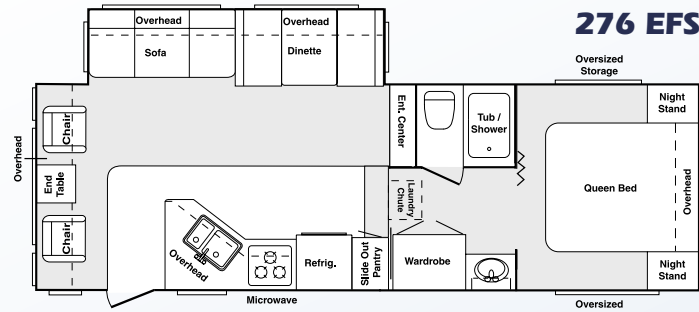 276 EFS
Overhead
Overhead
Sofa
Dinette
Oversized
Storage
Night
Stand
Ent. Center
Tub /
Shower
Chair
Overhead
End
Table
Chair
Laundry
Chute
Queen Bed
Overhead
Overhead
Refrig.
Slide Out
Pantry
Wardrobe
Night
Stand
Microwave
Oversized